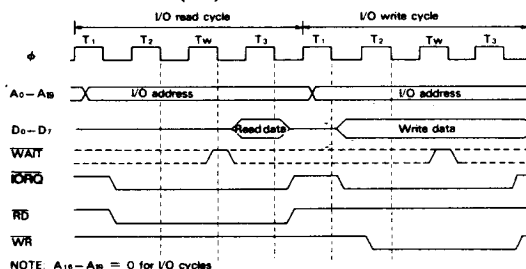 I/O read cycle I/O write cycle
T1 T2 Tw T3 T1 T2 Tw T3
φ
A0–A19 I/O address I/O address
D0–D7 Read data Write data
WAIT
IORQ
RD
WR
NOTE: A16–A19 = 0 for I/O cycles